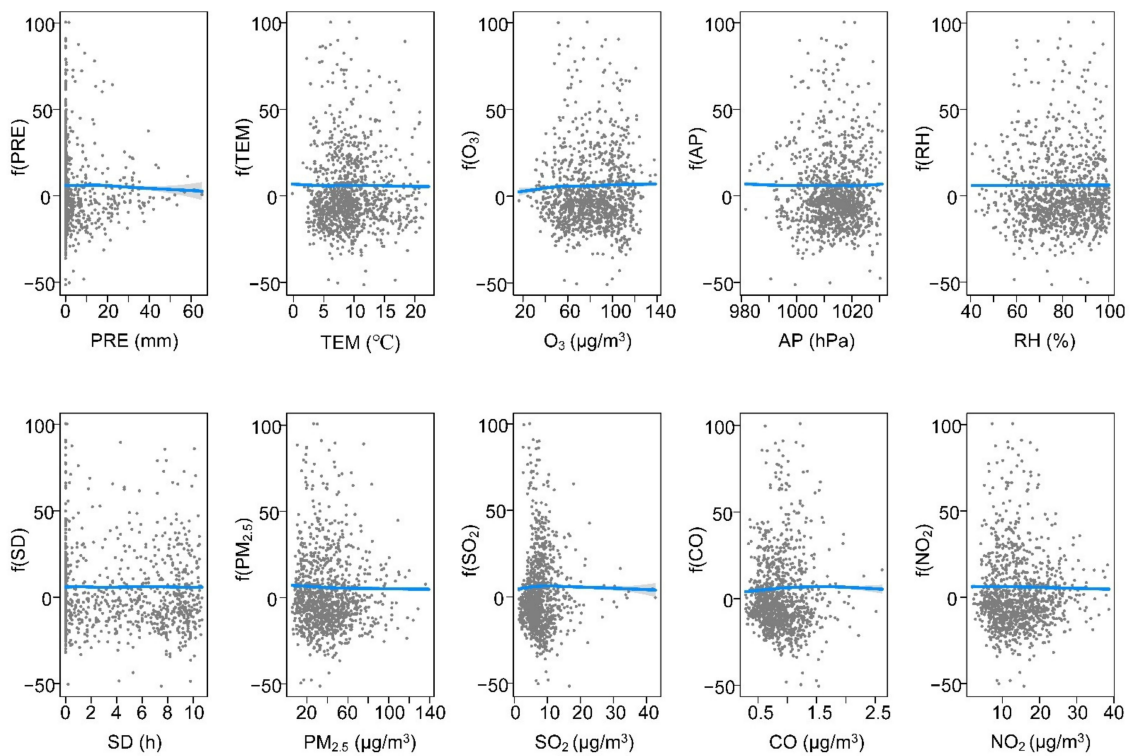 100
50
0
−50
f(PRE)
0 20 40 60
PRE (mm)
100
50
0
−50
f(TEM)
0 5 10 15 20
TEM (℃)
100
50
0
−50
f(O₃)
20 60 100 140
O₃ (µg/m³)
100
50
0
−50
f(AP)
980 1000 1020
AP (hPa)
100
50
0
−50
f(RH)
40 60 80 100
RH (%)
100
50
0
−50
f(SD)
0 2 4 6 8 10
SD (h)
100
50
0
−50
f(PM₂.₅)
20 60 100 140
PM₂.₅ (µg/m³)
100
50
0
−50
f(SO₂)
0 10 20 30 40
SO₂ (µg/m³)
100
50
0
−50
f(CO)
0.5 1.5 2.5
CO (µg/m³)
100
50
0
−50
f(NO₂)
10 20 30 40
NO₂ (µg/m³)